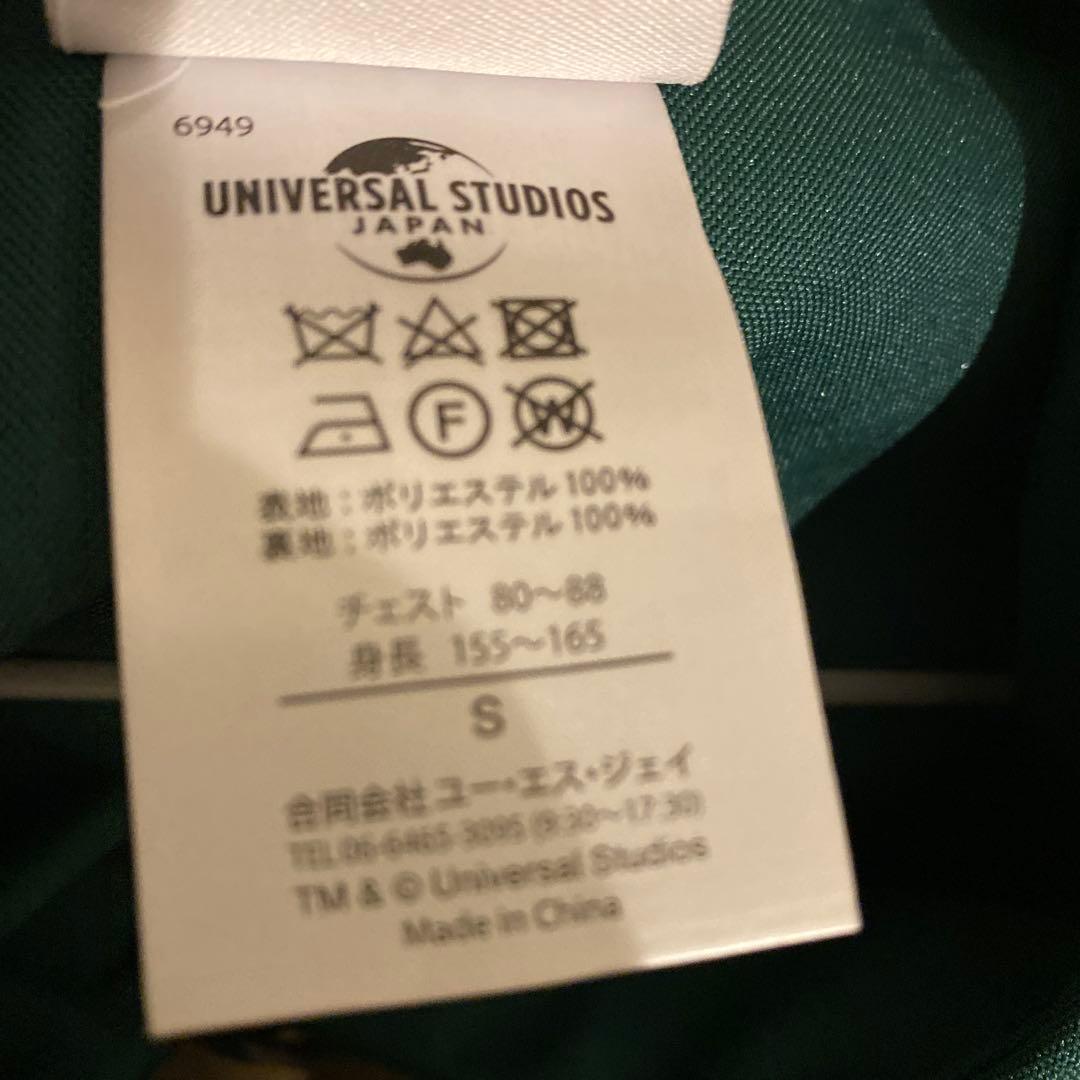 6949
UNIVERSAL STUDIOS
JAPAN
F
W
表地：ポリエステル 100%
裏地：ポリエステル 100%
チェスト 80～88
身長 155～165
S
合同会社 ユー・エス・ジェイ
TEL 06-6465-3095 (9:30～17:30)
TM & © Universal Studios
Made in China